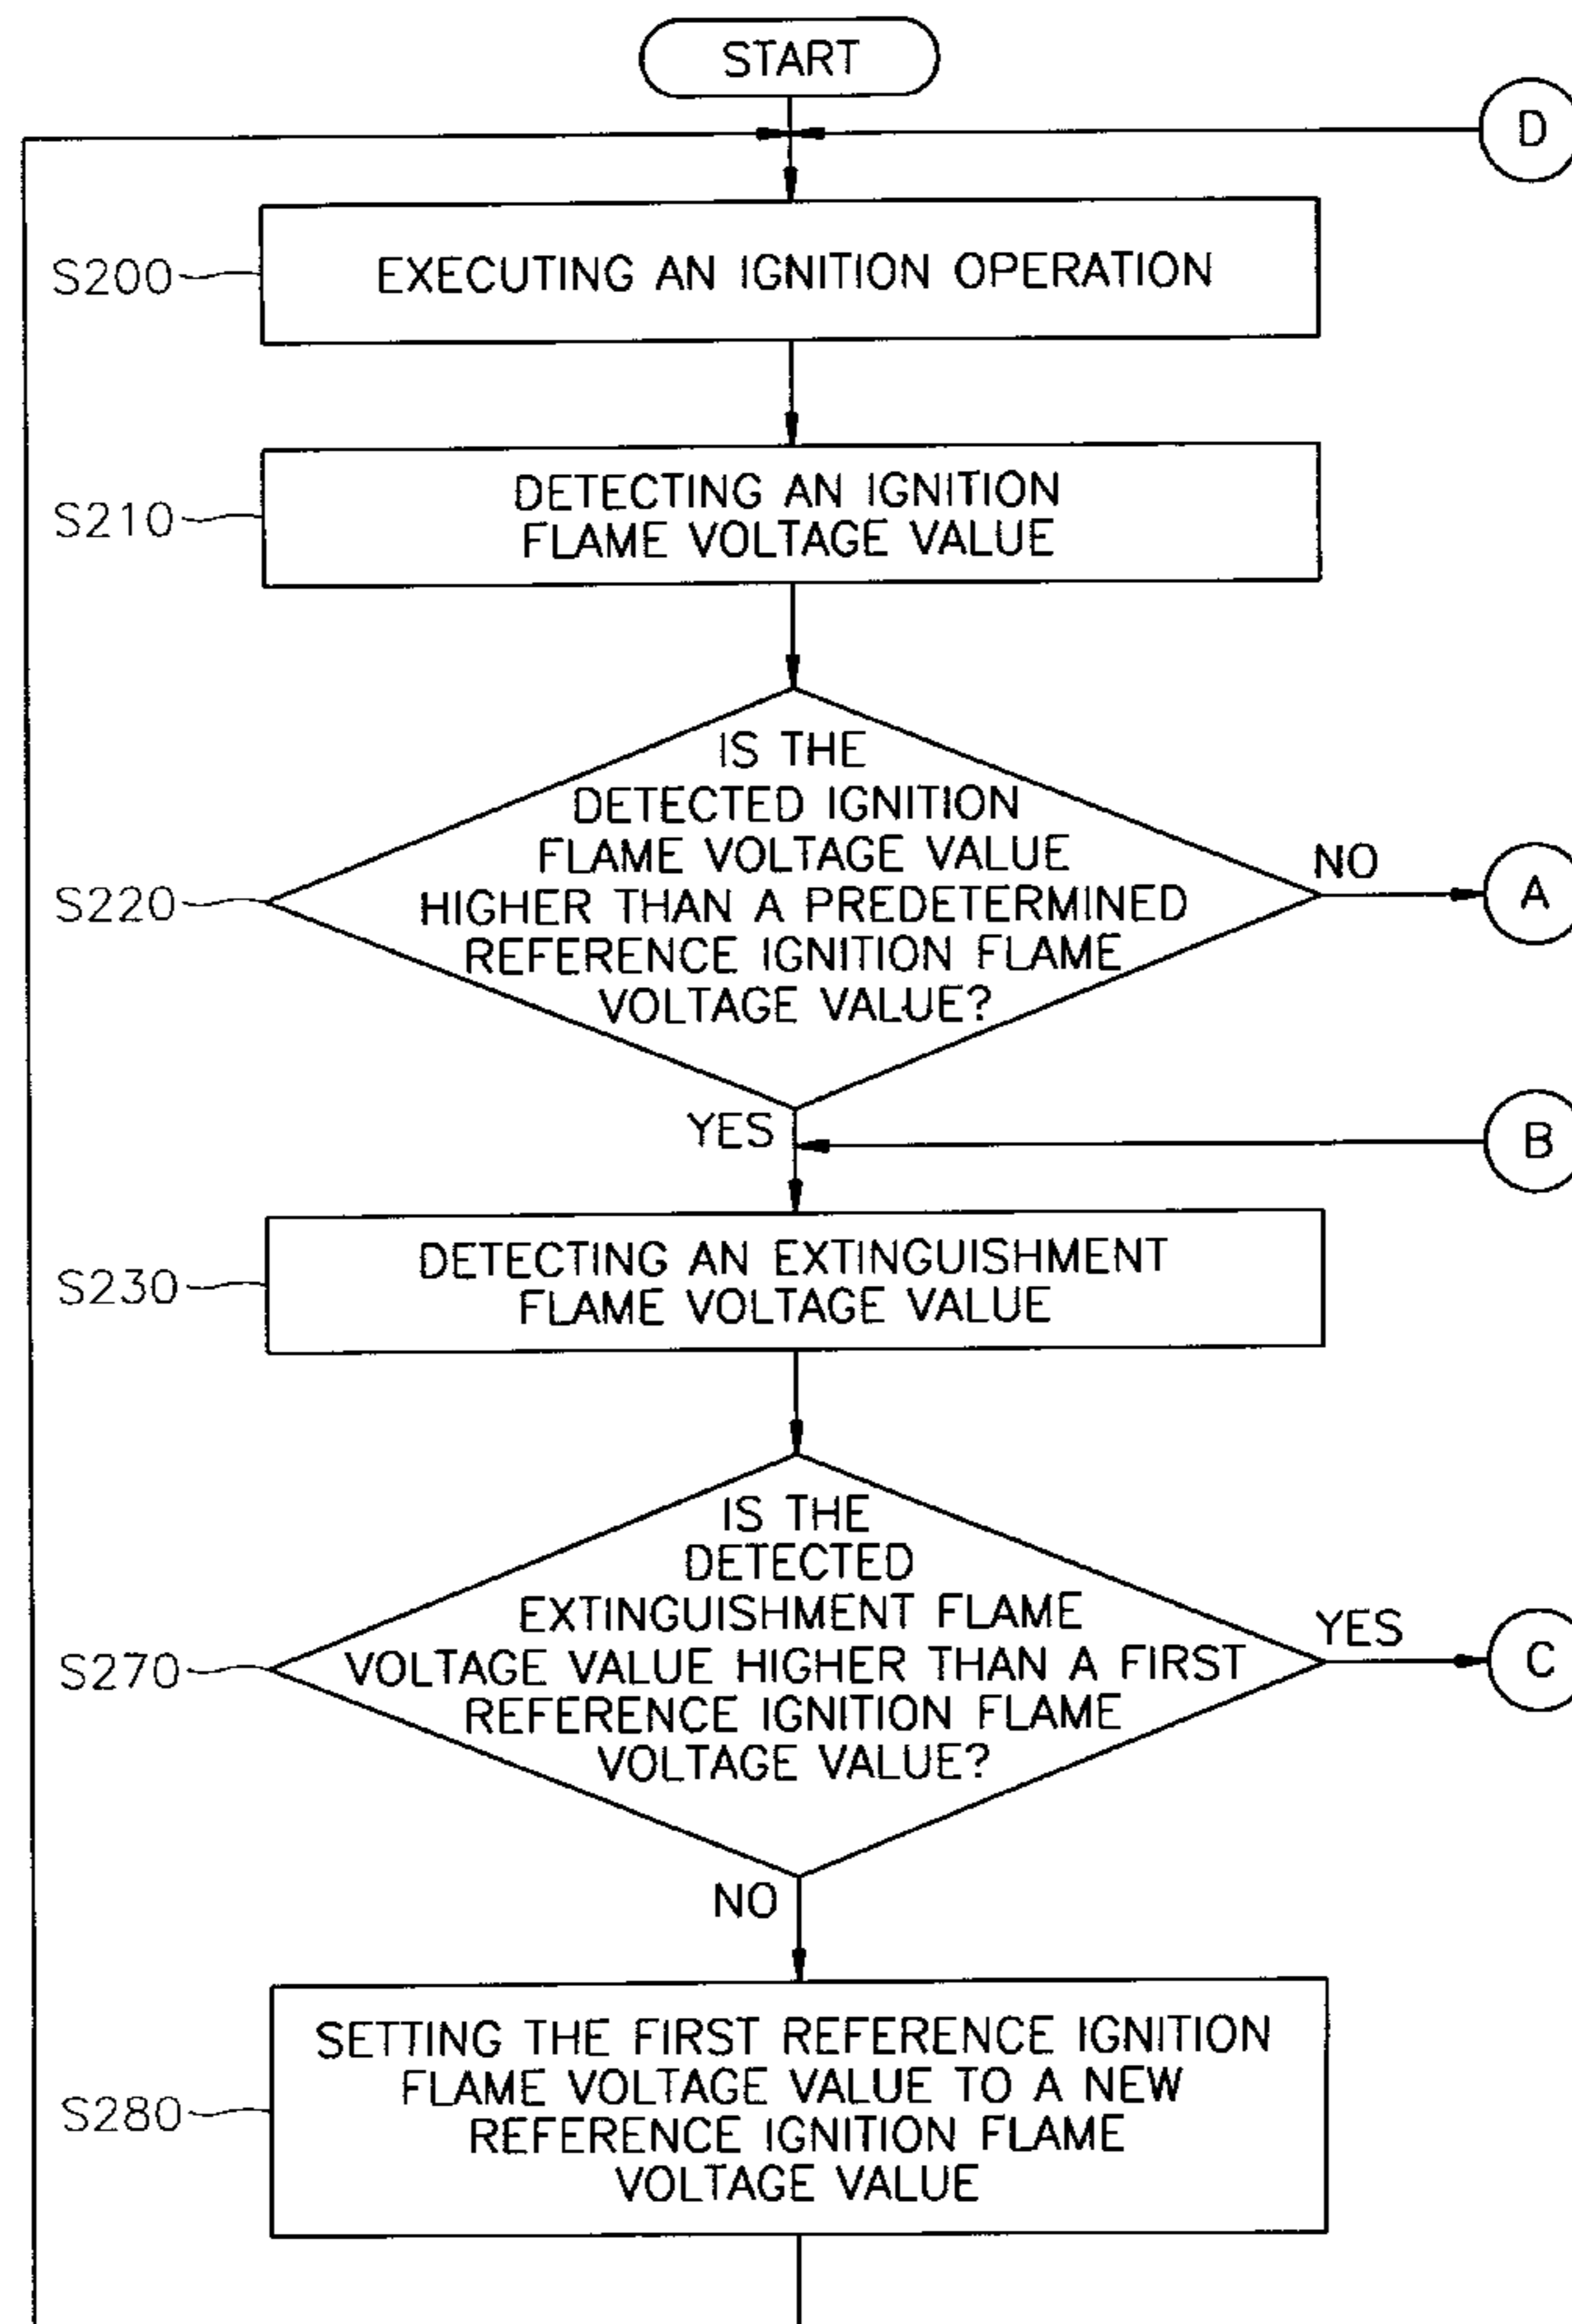 START
D
S200
EXECUTING AN IGNITION OPERATION
S210
DETECTING AN IGNITION
FLAME VOLTAGE VALUE
S220
IS THE
DETECTED IGNITION
FLAME VOLTAGE VALUE
HIGHER THAN A PREDETERMINED
REFERENCE IGNITION FLAME
VOLTAGE VALUE?
NO
A
YES
B
S230
DETECTING AN EXTINGUISHMENT
FLAME VOLTAGE VALUE
S270
IS THE
DETECTED
EXTINGUISHMENT FLAME
VOLTAGE VALUE HIGHER THAN A FIRST
REFERENCE IGNITION FLAME
VOLTAGE VALUE?
YES
C
NO
S280
SETTING THE FIRST REFERENCE IGNITION
FLAME VOLTAGE VALUE TO A NEW
REFERENCE IGNITION FLAME
VOLTAGE VALUE